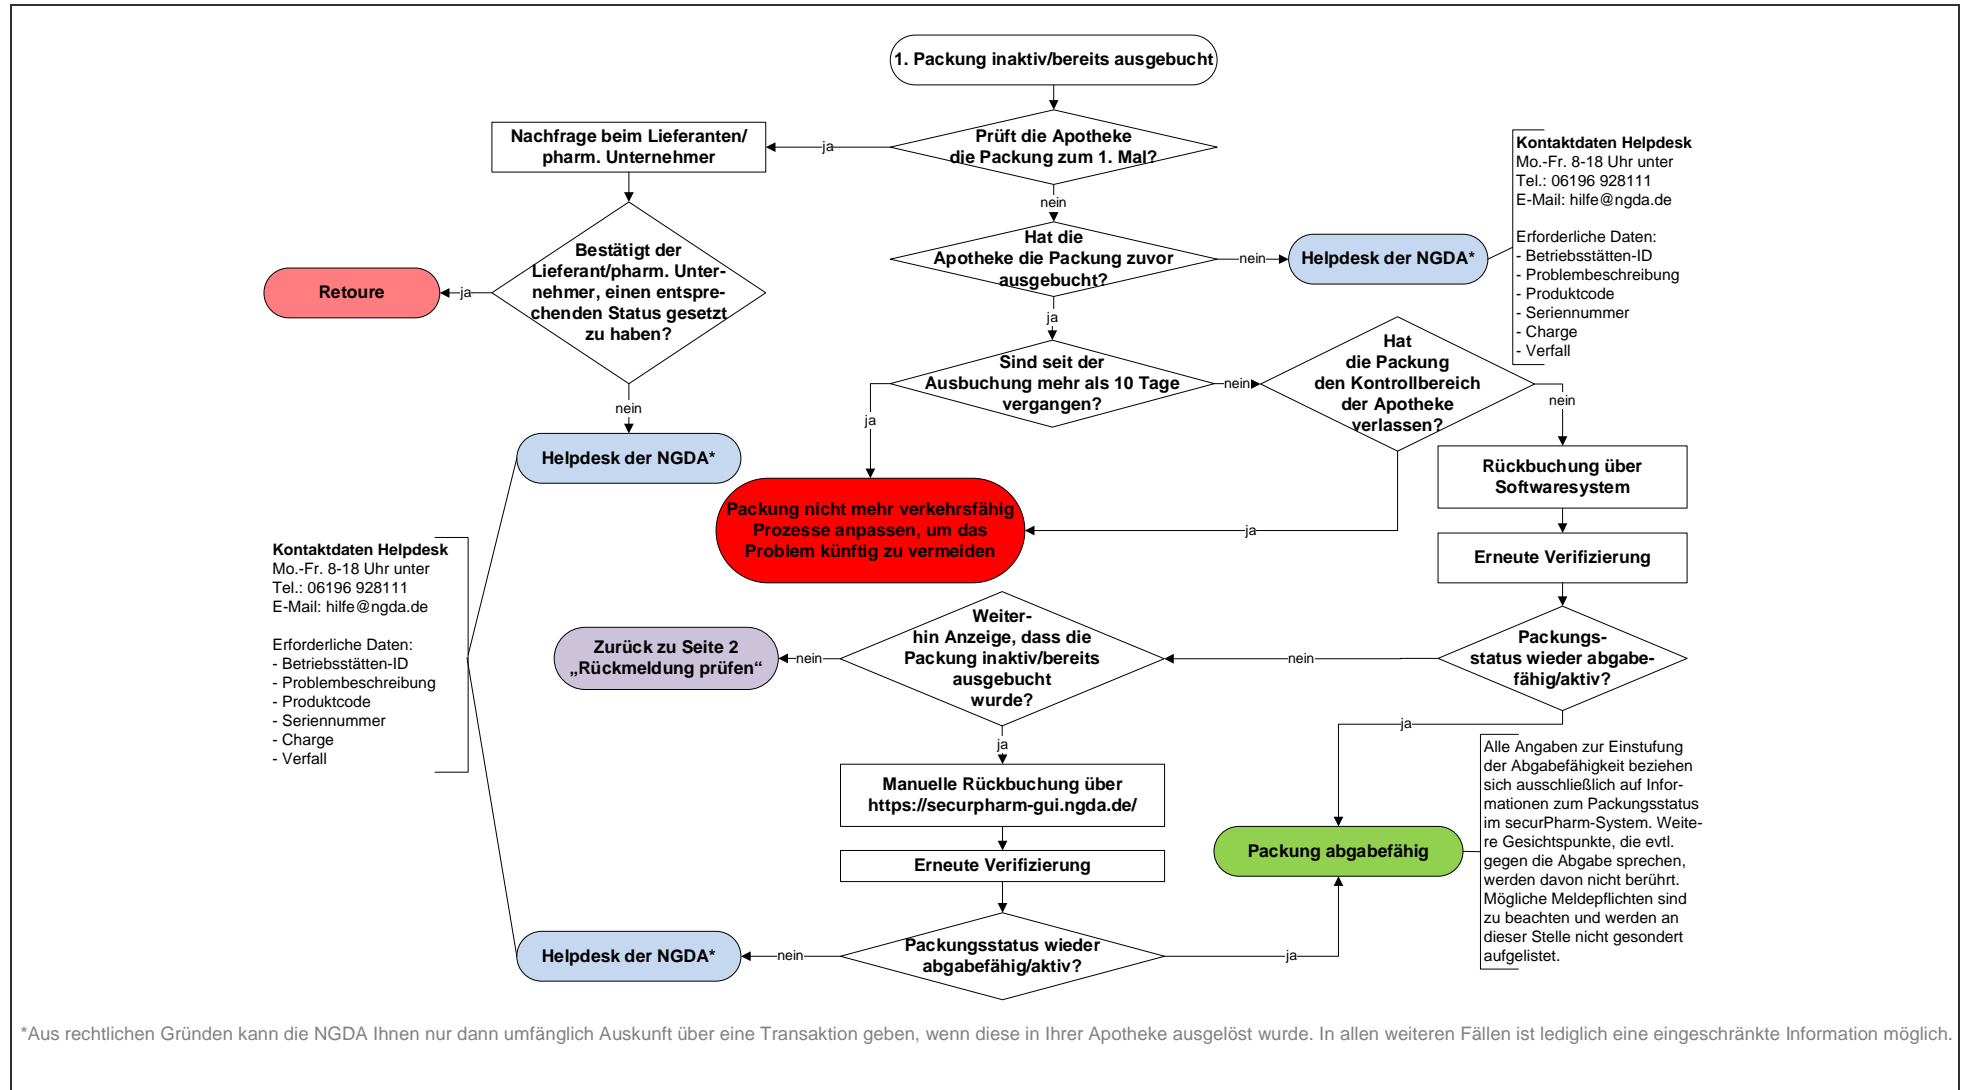 1. Packung inaktiv/bereits ausgebucht
Prüft die Apotheke
die Packung zum 1. Mal?
ja
Nachfrage beim Lieferanten/
pharm. Unternehmer
nein
Kontaktdaten Helpdesk
Mo.-Fr. 8-18 Uhr unter
Tel.: 06196 928111
E-Mail: hilfe@ngda.de
Erforderliche Daten:
- Betriebsstätten-ID
- Problembeschreibung
- Produktcode
- Seriennummer
- Charge
- Verfall
Hat die
Apotheke die Packung zuvor
ausgebucht?
nein
Helpdesk der NGDA*
ja
Bestätigt der
Lieferant/pharm. Unter-
nehmer, einen entspre-
chenden Status gesetzt
zu haben?
ja
Retoure
nein
Helpdesk der NGDA*
Sind seit der
Ausbuchung mehr als 10 Tage
vergangen?
nein
ja
Hat
die Packung
den Kontrollbereich
der Apotheke
verlassen?
nein
ja
Packung nicht mehr verkehrsfähig
Prozesse anpassen, um das
Problem künftig zu vermeiden
Rückbuchung über
Softwaresystem
Erneute Verifizierung
Packungs-
status wieder abgabe-
fähig/aktiv?
nein
ja
Weiter-
hin Anzeige, dass die
Packung inaktiv/bereits
ausgebucht
wurde?
nein
Zurück zu Seite 2
„Rückmeldung prüfen“
ja
Kontaktdaten Helpdesk
Mo.-Fr. 8-18 Uhr unter
Tel.: 06196 928111
E-Mail: hilfe@ngda.de
Erforderliche Daten:
- Betriebsstätten-ID
- Problembeschreibung
- Produktcode
- Seriennummer
- Charge
- Verfall
Manuelle Rückbuchung über
https://securpharm-gui.ngda.de/
Erneute Verifizierung
Packungsstatus wieder
abgabefähig/aktiv?
nein
Helpdesk der NGDA*
ja
Packung abgabefähig
Alle Angaben zur Einstufung
der Abgabefähigkeit beziehen
sich ausschließlich auf Infor-
mationen zum Packungsstatus
im securPharm-System. Weite-
re Gesichtspunkte, die evtl.
gegen die Abgabe sprechen,
werden davon nicht berührt.
Mögliche Meldepflichten sind
zu beachten und werden an
dieser Stelle nicht gesondert
aufgelistet.
*Aus rechtlichen Gründen kann die NGDA Ihnen nur dann umfänglich Auskunft über eine Transaktion geben, wenn diese in Ihrer Apotheke ausgelöst wurde. In allen weiteren Fällen ist lediglich eine eingeschränkte Information möglich.